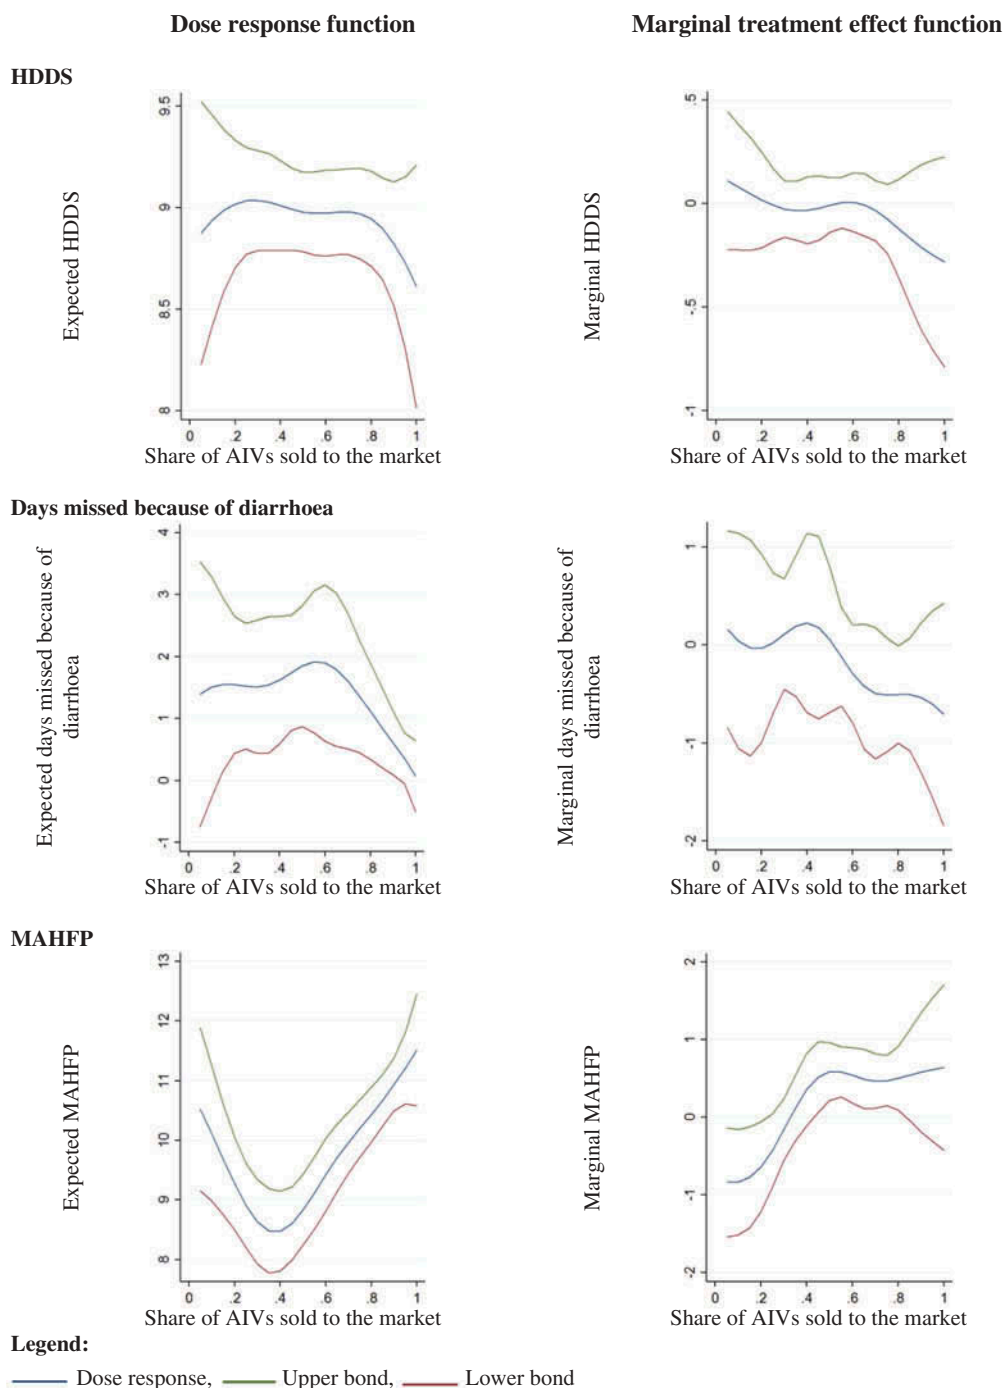 Dose response function
Marginal treatment effect function
HDDS
Expected HDDS
9.5
9
8.5
8
0 .2 .4 .6 .8 1
Share of AIVs sold to the market
Marginal HDDS
.5
0
-.5
-1
0 .2 .4 .6 .8 1
Share of AIVs sold to the market
Days missed because of diarrhoea
Expected days missed because of
diarrhoea
4
3
2
1
0
-1
0 .2 .4 .6 .8 1
Share of AIVs sold to the market
Marginal days missed because of
diarrhoea
1
0
-1
-2
0 .2 .4 .6 .8 1
Share of AIVs sold to the market
MAHFP
Expected MAHFP
13
12
11
10
9
8
0 .2 .4 .6 .8 1
Share of AIVs sold to the market
Marginal MAHFP
2
1
0
-1
-2
0 .2 .4 .6 .8 1
Share of AIVs sold to the market
Legend:
Dose response, Upper bond, Lower bond